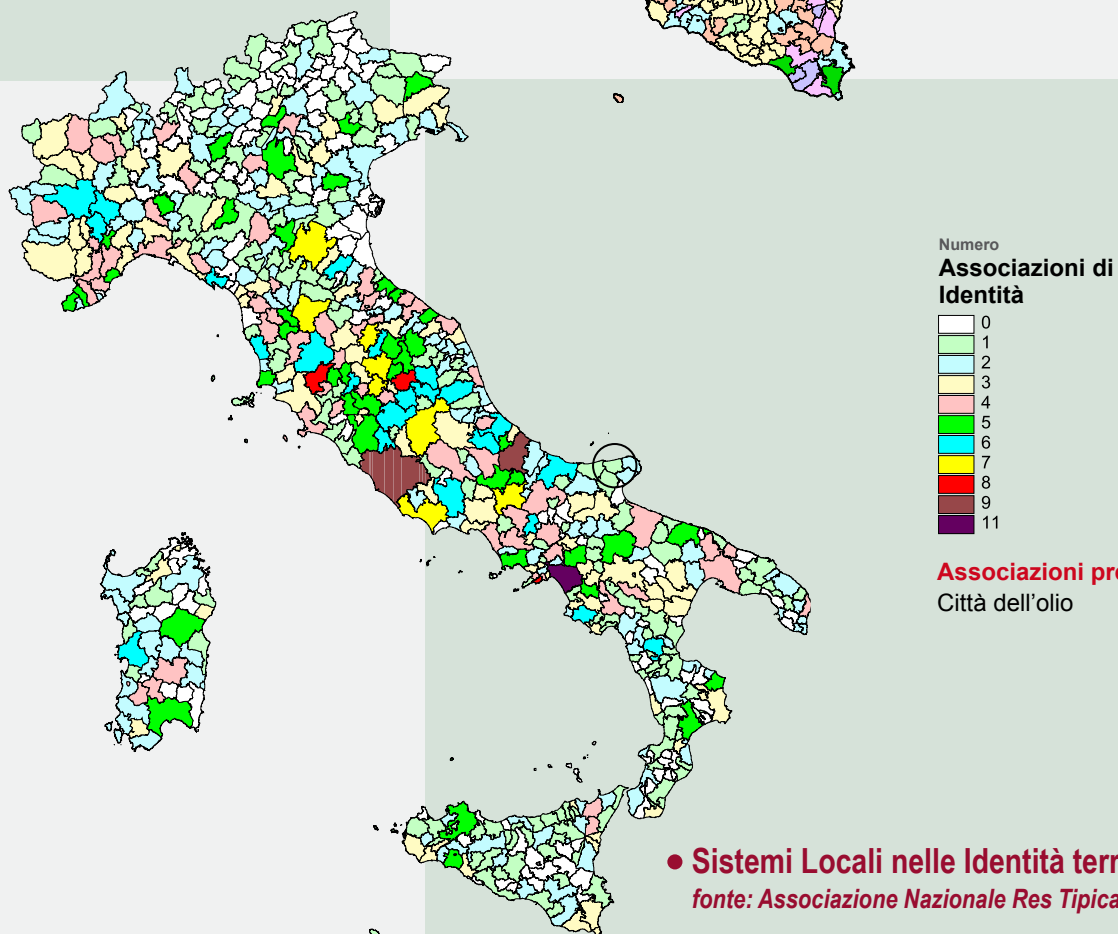 Numero
Associazioni di
Identità
0
1
2
3
4
5
6
7
8
9
11
Associazioni pr
Città dell'olio
• Sistemi Locali nelle Identità terr
fonte: Associazione Nazionale Res Tipica